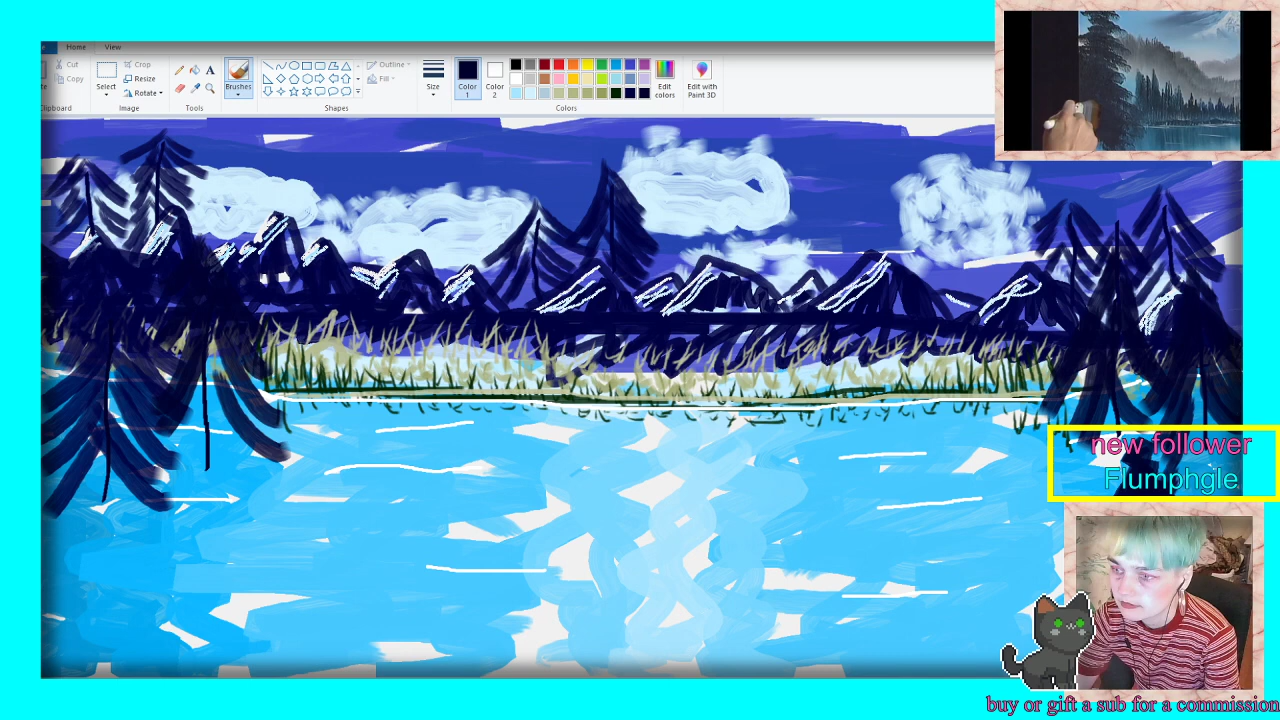 Home View
Cut
Copy
Clipboard
Select
Crop
Resize
Rotate
Image
A
Tools
Brushes
Shapes
Outline
Fill
Size
Color
1
Color
2
Edit
colors
Colors
Edit with
Paint 3D
new follower
Flumphgle
buy or gift a sub for a commission